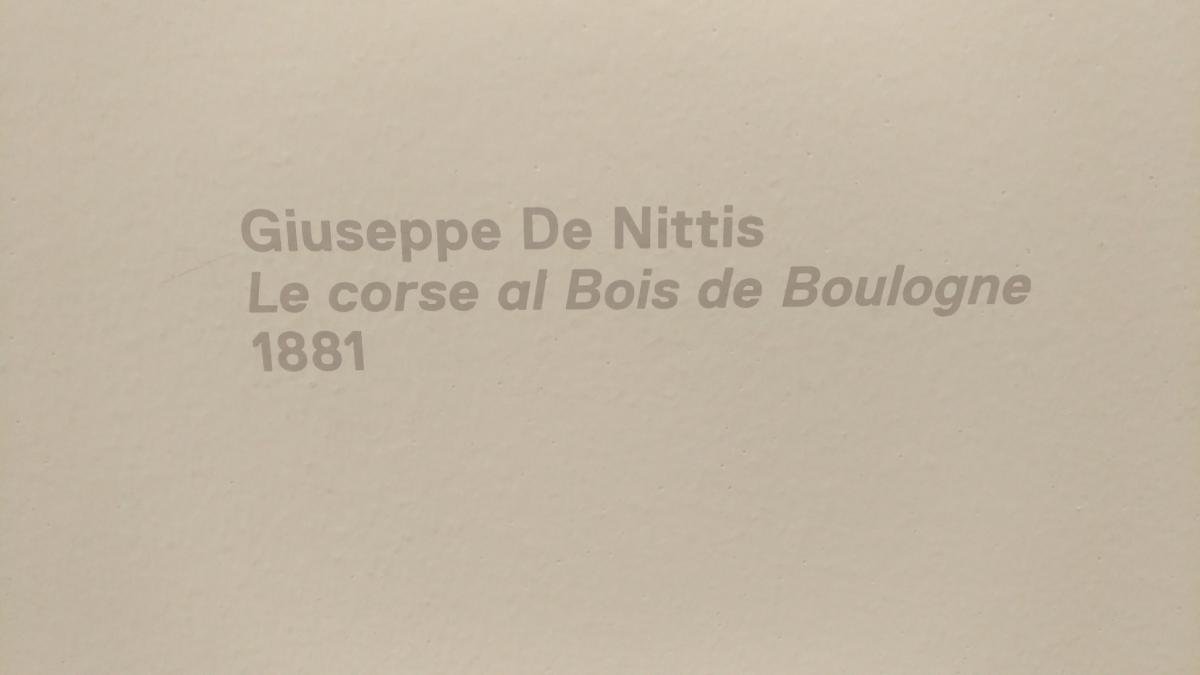 Giuseppe De Nittis
Le corse al Bois de Boulogne
1881